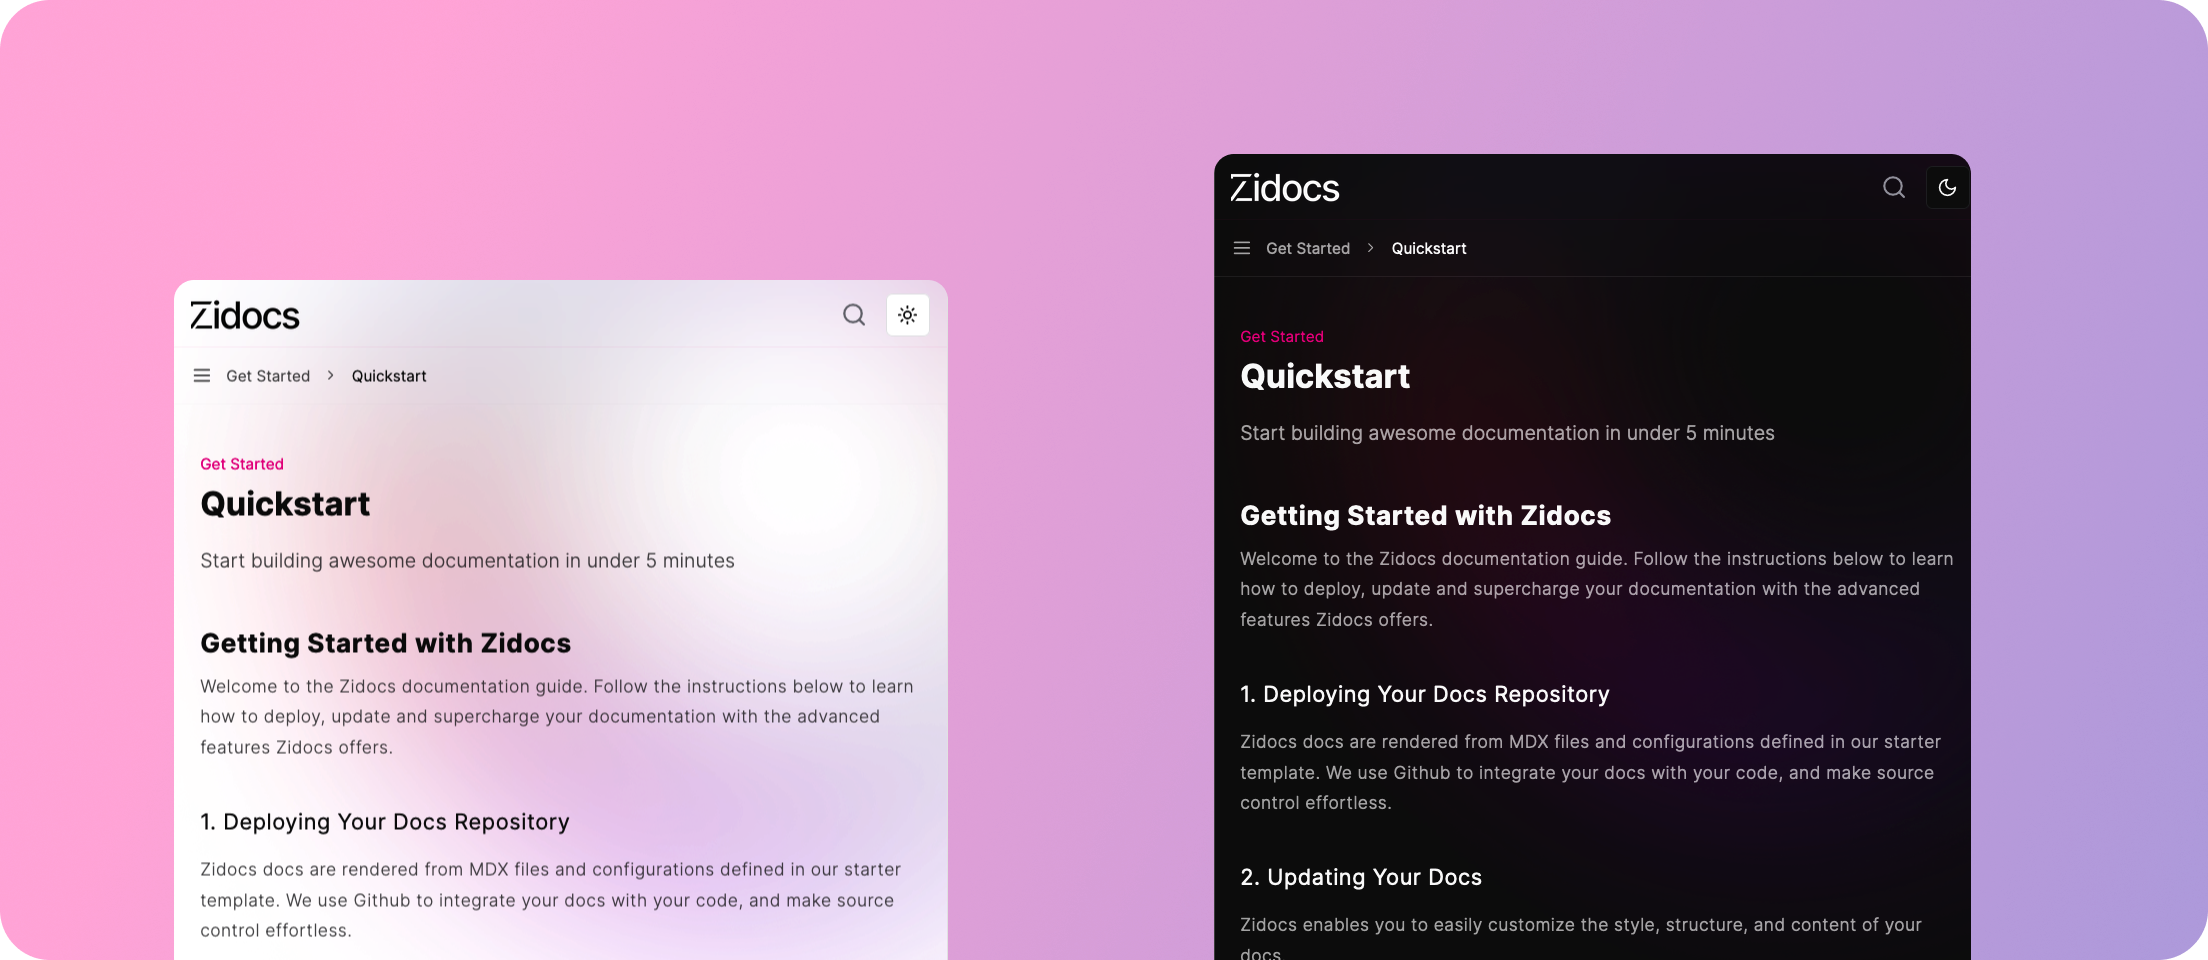 Zidocs
Get Started > Quickstart
Get Started
Quickstart
Start building awesome documentation in under 5 minutes
Getting Started with Zidocs
Welcome to the Zidocs documentation guide. Follow the instructions below to learn
how to deploy, update and supercharge your documentation with the advanced
features Zidocs offers.
1. Deploying Your Docs Repository
Zidocs docs are rendered from MDX files and configurations defined in our starter
template. We use Github to integrate your docs with your code, and make source
control effortless.
Zidocs
Get Started > Quickstart
Get Started
Quickstart
Start building awesome documentation in under 5 minutes
Getting Started with Zidocs
Welcome to the Zidocs documentation guide. Follow the instructions below to learn
how to deploy, update and supercharge your documentation with the advanced
features Zidocs offers.
1. Deploying Your Docs Repository
Zidocs docs are rendered from MDX files and configurations defined in our starter
template. We use Github to integrate your docs with your code, and make source
control effortless.
2. Updating Your Docs
Zidocs enables you to easily customize the style, structure, and content of your
docs